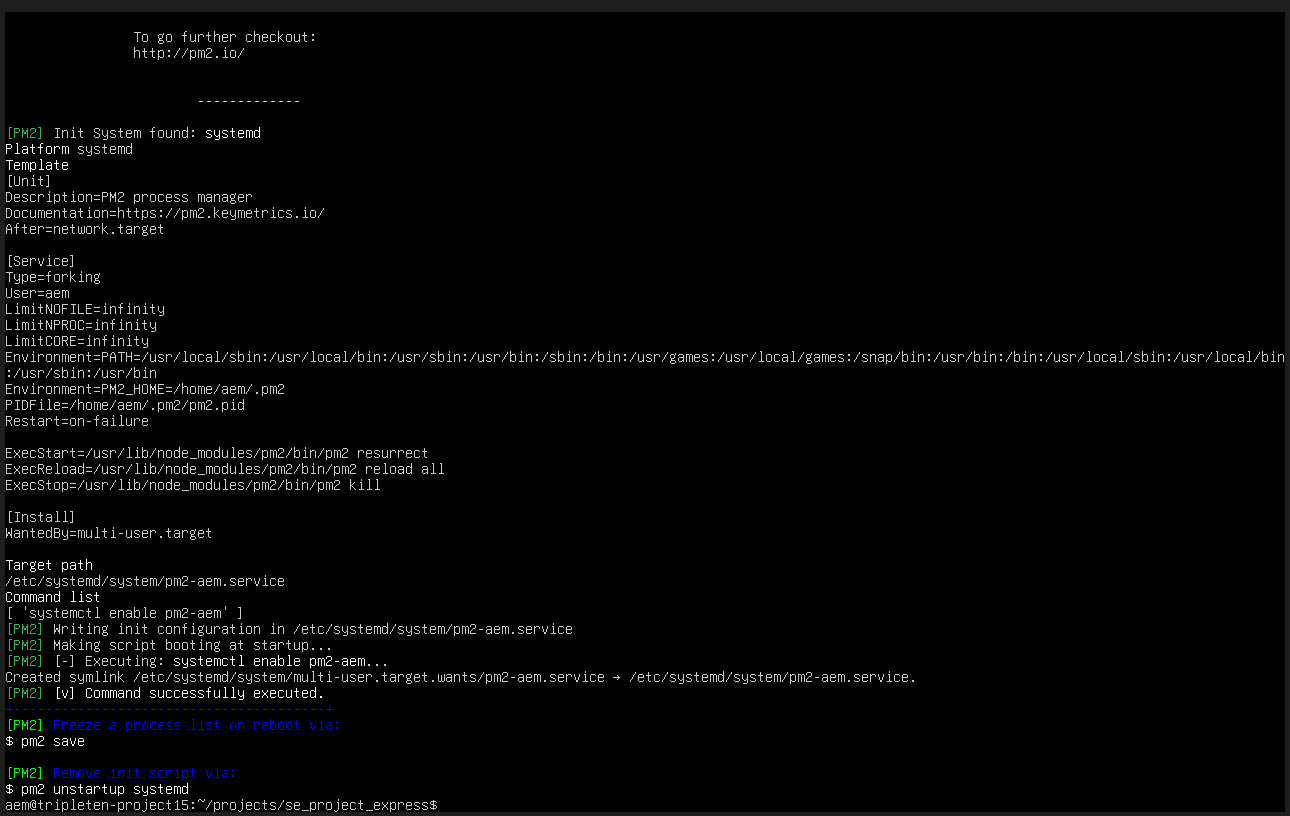 To go further checkout:
http://pm2.io/
-------------
[PM2] Init System found: systemd
Platform systemd
Template
[Unit]
Description=PM2 process manager
Documentation=https://pm2.keymetrics.io/
After=network.target
[Service]
Type=forking
User=aem
LimitNOFILE=infinity
LimitNPROC=infinity
LimitCORE=infinity
Environment=PATH=/usr/local/sbin:/usr/local/bin:/usr/sbin:/usr/bin:/sbin:/bin:/usr/games:/usr/local/games:/snap/bin:/usr/bin:/bin:/usr/local/sbin:/usr/local/bin
:/usr/sbin:/usr/bin
Environment=PM2_HOME=/home/aem/.pm2
PIDFile=/home/aem/.pm2/pm2.pid
Restart=on-failure
ExecStart=/usr/lib/node_modules/pm2/bin/pm2 resurrect
ExecReload=/usr/lib/node_modules/pm2/bin/pm2 reload all
ExecStop=/usr/lib/node_modules/pm2/bin/pm2 kill
[Install]
WantedBy=multi-user.target
Target path
/etc/systemd/system/pm2-aem.service
Command list
[ 'systemctl enable pm2-aem' ]
[PM2] Writing init configuration in /etc/systemd/system/pm2-aem.service
[PM2] Making script booting at startup...
[PM2] [-] Executing: systemctl enable pm2-aem...
Created symlink /etc/systemd/system/multi-user.target.wants/pm2-aem.service → /etc/systemd/system/pm2-aem.service.
[PM2] [v] Command successfully executed.
+---------------------------------------+
[PM2] Freeze a process list on reboot via:
$ pm2 save
[PM2] Remove init script via:
$ pm2 unstartup systemd
aem@tripleten-project15:~/projects/se_project_express$